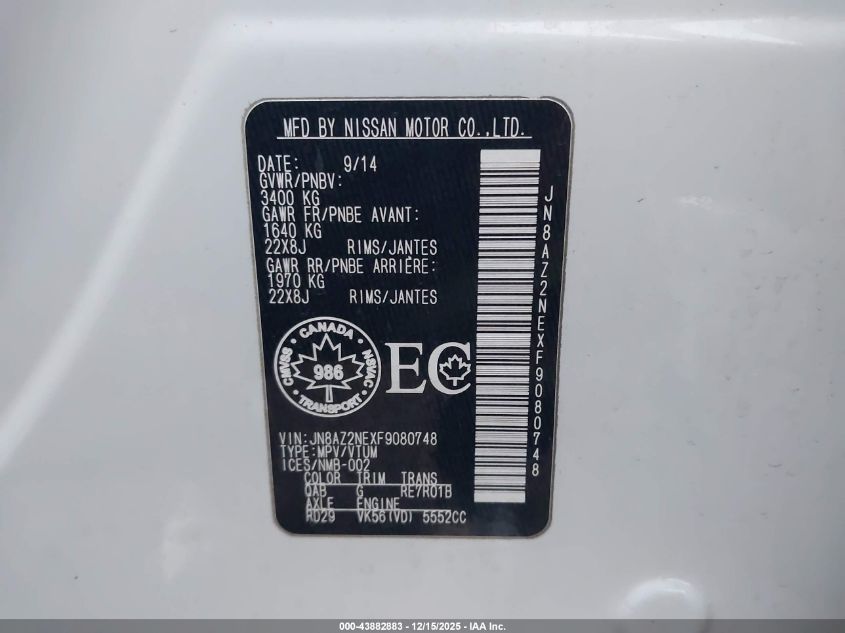 MFD BY NISSAN MOTOR CO.,LTD.
DATE: 9/14
GVWR/PNBV:
3400 KG
GAWR FR/PNBE AVANT:
1640 KG
22X8J RIMS/JANTES
GAWR RR/PNBE ARRIÈRE:
1970 KG
22X8J RIMS/JANTES
CANADA
CMVSS NSVAC
986
TRANSPORT
EC
VIN:JN8AZ2NEXF9080748
TYPE:MPV/VTUM
ICES/NMB-002
COLOR TRIM TRANS
QAB G RE7R01B
AXLE ENGINE
RD29 VK56(VD) 5552CC
JN8AZ2NEXF9080748
000-43882883 - 12/15/2025 - IAA Inc.